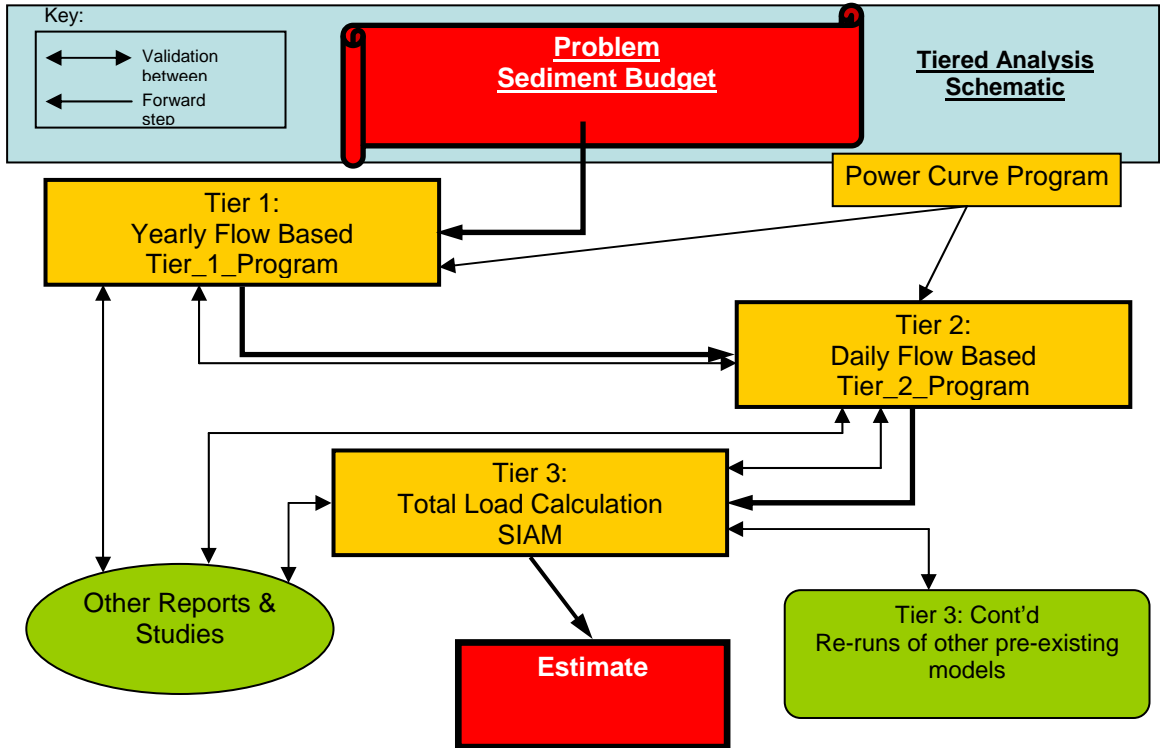 Key:
Validation
between
Forward
step
Problem
Sediment Budget
Tiered Analysis
Schematic
Power Curve Program
Tier 1:
Yearly Flow Based
Tier_1_Program
Tier 2:
Daily Flow Based
Tier_2_Program
Tier 3:
Total Load Calculation
SIAM
Other Reports &
Studies
Tier 3: Cont’d
Re-runs of other pre-existing
models
Estimate